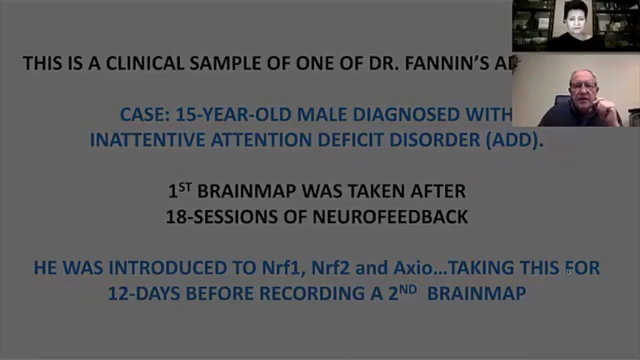 THIS IS A CLINICAL SAMPLE OF ONE OF DR. FANNIN'S
CASE: 15-YEAR-OLD MALE DIAGNOSED WITH
INATTENTIVE ATTENTION DEFICIT DISORDER (ADD).
1ST BRAINMAP WAS TAKEN AFTER
18-SESSIONS OF NEUROFEEDBACK
HE WAS INTRODUCED TO Nrf1, Nrf2 and Axio...TAKING THIS FOR
12-DAYS BEFORE RECORDING A 2ND BRAINMAP